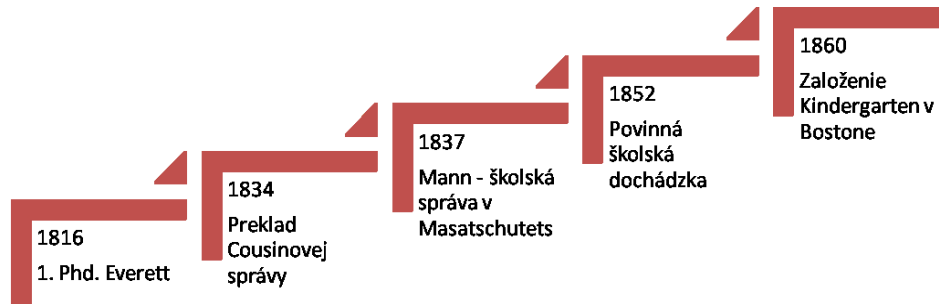 1816
1. Phd. Everett
1834
Preklad
Cousinovej
správy
1837
Mann - školská
správa v
Masatschutets
1852
Povinná
školská
dochádzka
1860
Založenie
Kindergarten v
Bostone